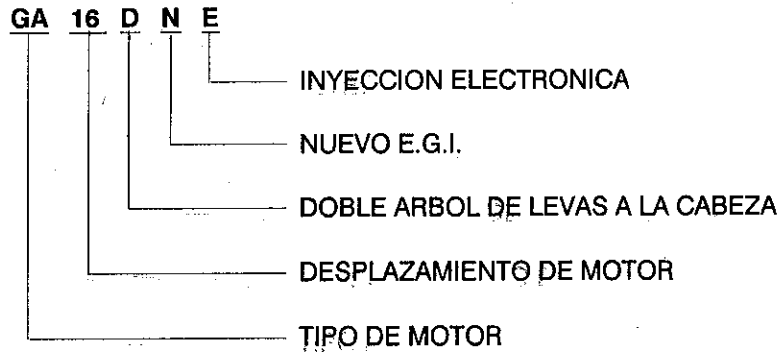 GA 16 D N E
INYECCION ELECTRONICA
NUEVO E.G.I.
DOBLE ARBOL DE LEVAS A LA CABEZA
DESPLAZAMIENTO DE MOTOR
TIPO DE MOTOR